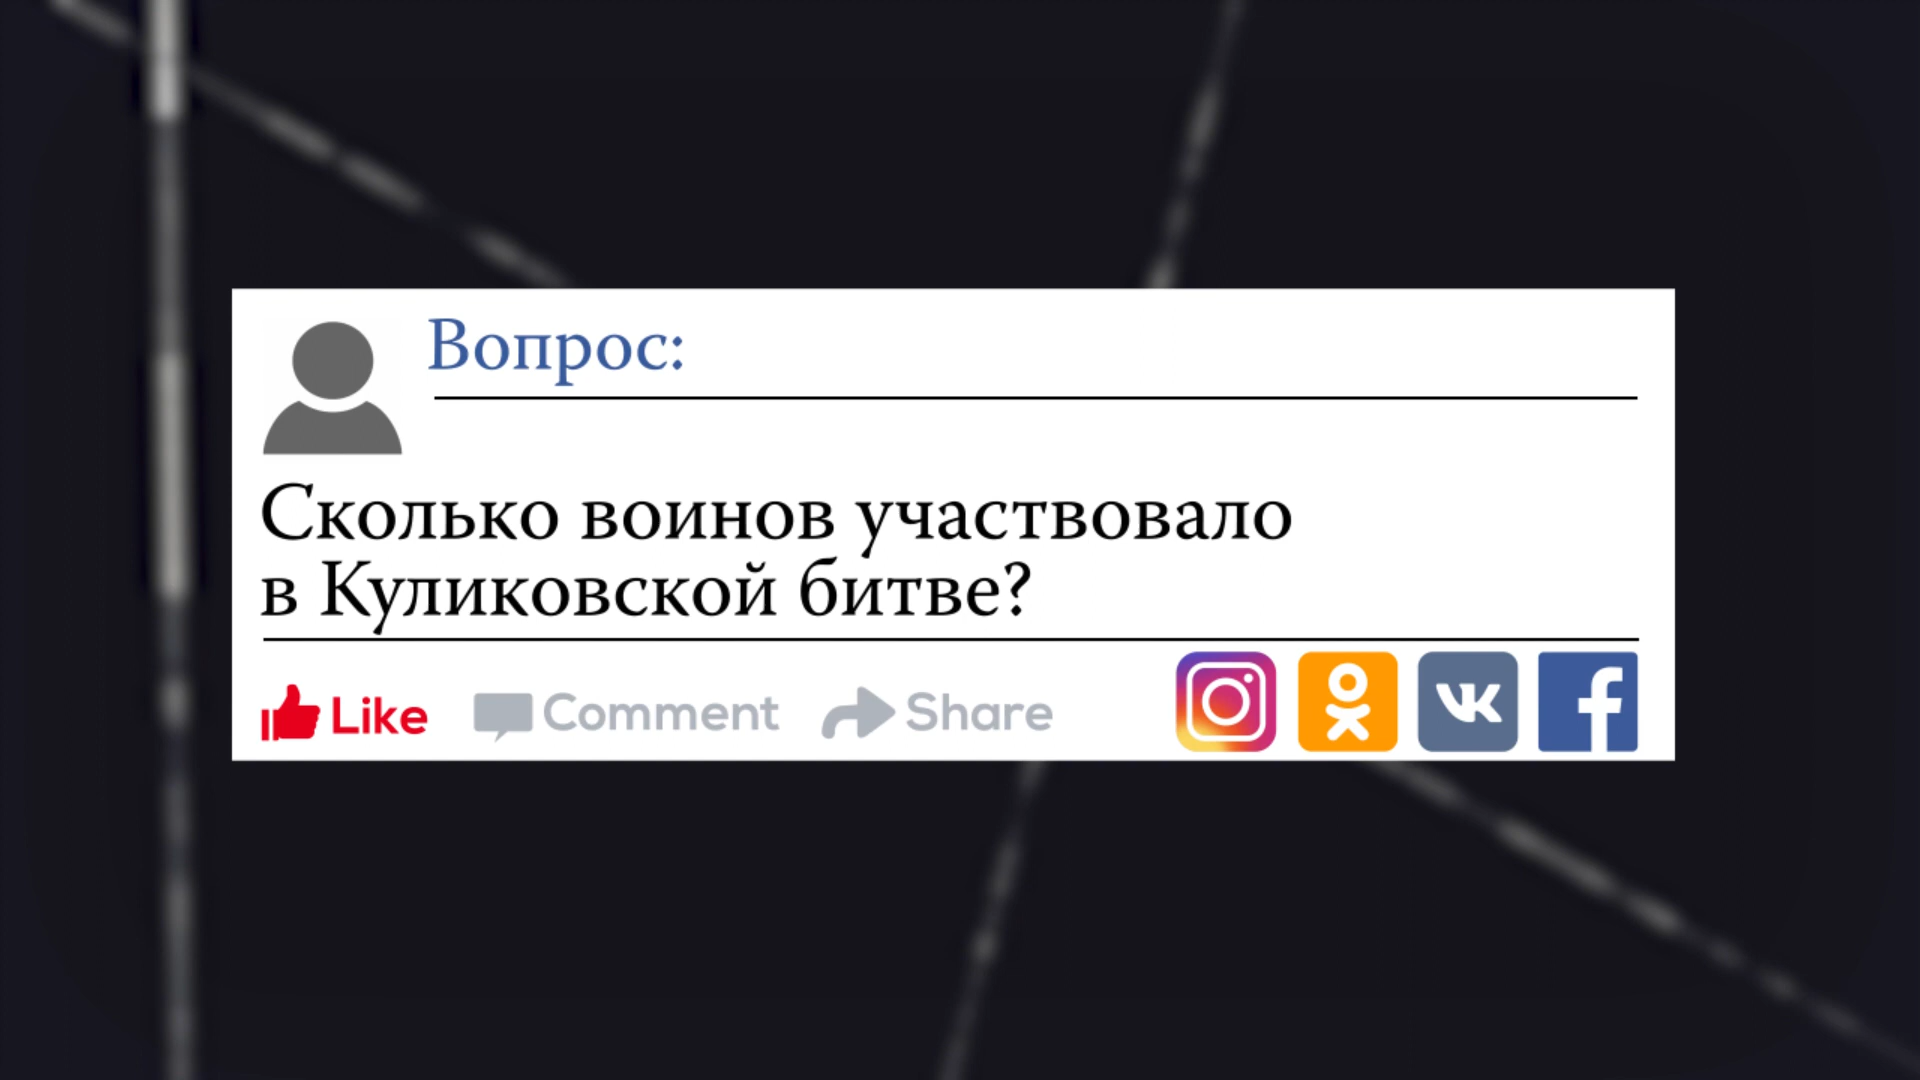 Вопрос:
Сколько воинов участвовало
в Куликовской битве?
Like Comment Share